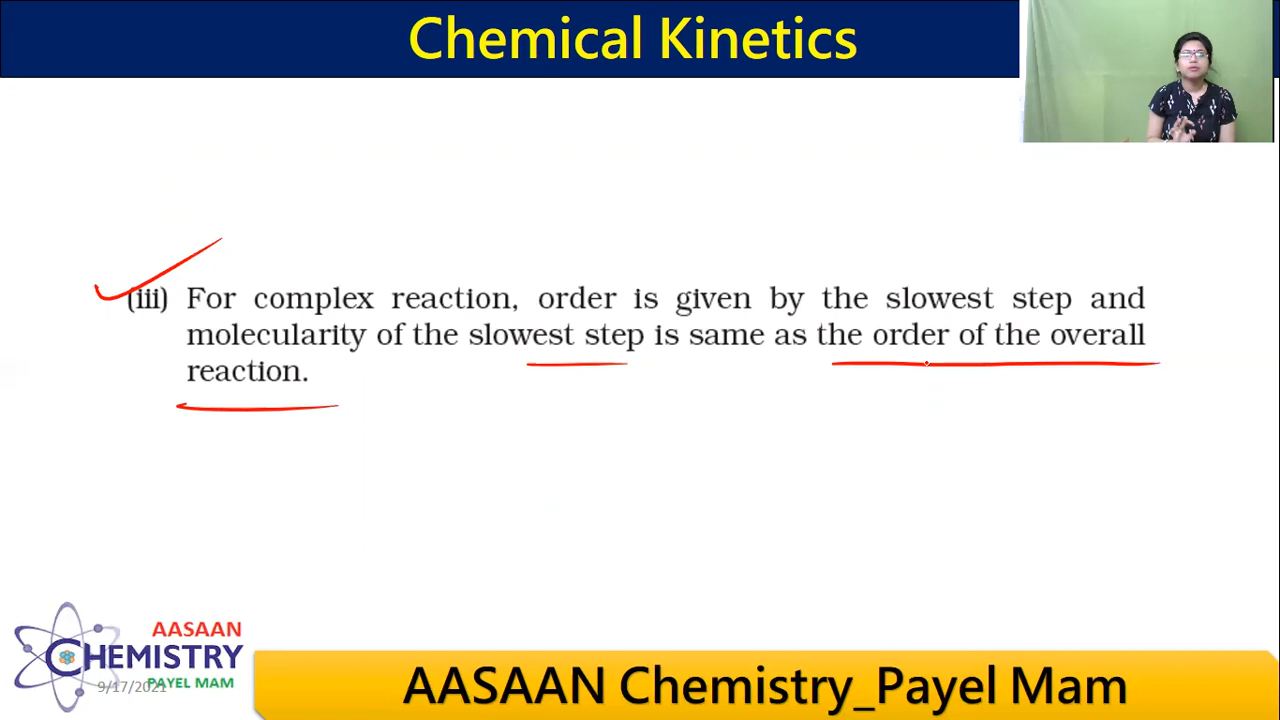 Chemical Kinetics
(iii) For complex reaction, order is given by the slowest step and
molecularity of the slowest step is same as the order of the overall
reaction.
AASAAN
CHEMISTRY
PAYEL MAM
9/17/2021
AASAAN Chemistry_Payel Mam